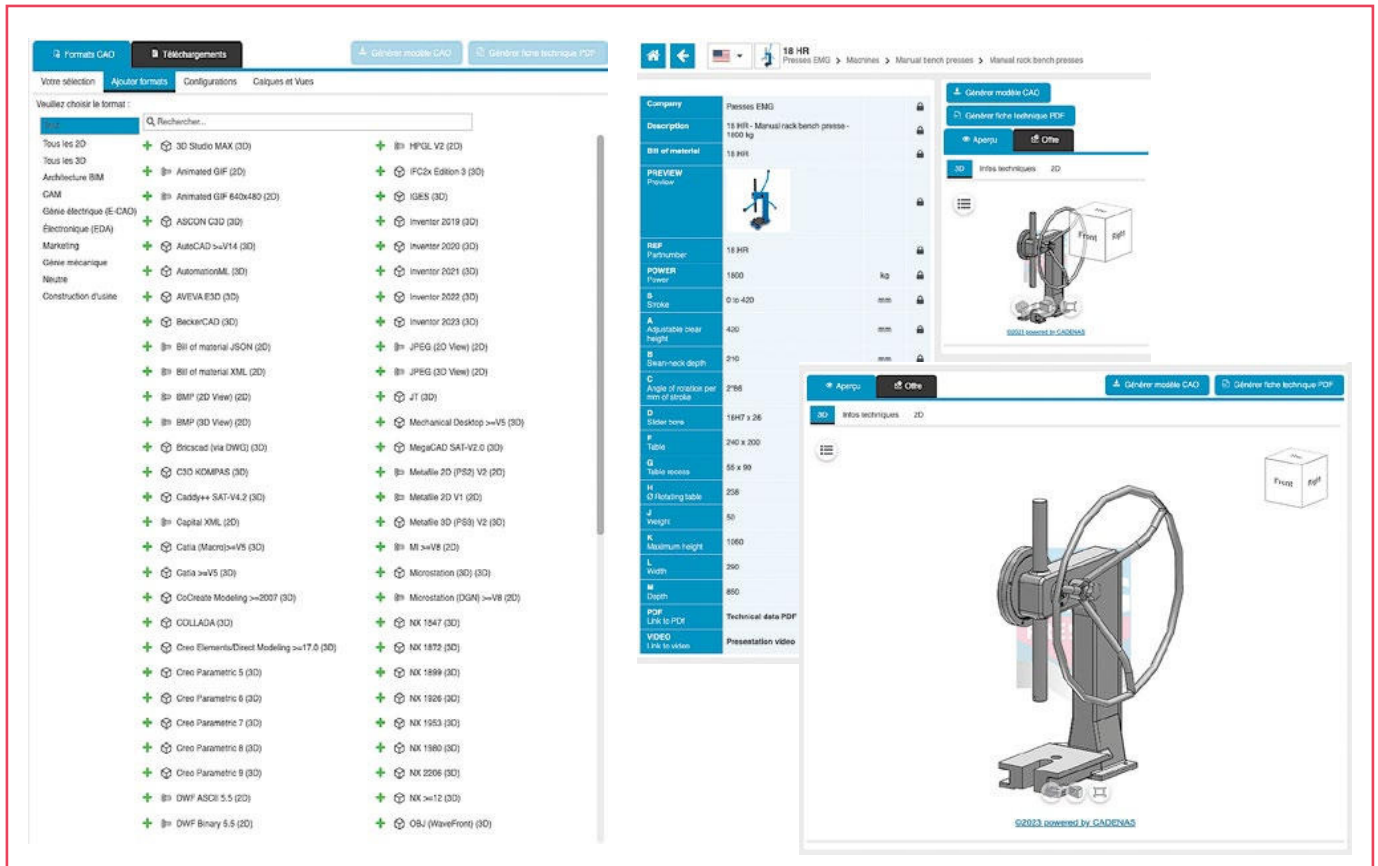 Formats CAO
Téléchargements
Générer modèle CAO
Générer fiche technique PDF
Votre sélection
Ajouter formats
Configurations
Calques et Vues
Veuillez choisir le format :
Tous les 2D
Tous les 3D
Architecture BIM
CAM
Génie électrique (E-CAO)
Électronique (EDA)
Marketing
Génie mécanique
Neutre
Construction d'usine
Rechercher...
3D Studio MAX (3D)
Animated GIF (2D)
Animated GIF 640x480 (2D)
ASCON C3D (3D)
AutoCAD >=V14 (3D)
AutomationML (3D)
AVEVA E3D (3D)
BeckerCAD (3D)
Bill of material JSON (2D)
Bill of material XML (2D)
BMP (2D View) (2D)
BMP (3D View) (2D)
Bricscad (via DWG) (3D)
C3D KOMPAS (3D)
Caddy++ SAT-V4.2 (3D)
Capital XML (2D)
Catia (Macro)>=V5 (3D)
Catia >=V5 (3D)
CoCreate Modeling >=2007 (3D)
COLLADA (3D)
Creo Elements/Direct Modeling >=17.0 (3D)
Creo Parametric 5 (3D)
Creo Parametric 6 (3D)
Creo Parametric 7 (3D)
Creo Parametric 8 (3D)
Creo Parametric 9 (3D)
DWF ASCII 5.5 (2D)
DWF Binary 5.5 (2D)
HPGL V2 (2D)
IFC2x Edition 3 (3D)
IGES (3D)
Inventor 2019 (3D)
Inventor 2020 (3D)
Inventor 2021 (3D)
Inventor 2022 (3D)
Inventor 2023 (3D)
JPEG (2D View) (2D)
JPEG (3D View) (2D)
JT (3D)
Mechanical Desktop >=V5 (3D)
MegaCAD SAT-V2.0 (3D)
Metafile 2D (PS2) V2 (2D)
Metafile 2D V1 (2D)
Metafile 3D (PS3) V2 (3D)
MI >=V8 (2D)
Microstation (3D) (3D)
Microstation (DGN) >=V8 (2D)
NX 1847 (3D)
NX 1872 (3D)
NX 1899 (3D)
NX 1926 (3D)
NX 1953 (3D)
NX 1980 (3D)
NX 2206 (3D)
NX >=12 (3D)
OBJ (WaveFront) (3D)
18 HR
Presses EMG > Machines > Manual bench presses > Manual rack bench presses
Company
Presses EMG
Description
18 HR - Manual rack bench presse -
1800 kg
Bill of material
18 HR
PREVIEW
Preview
REF
Partnumber
18 HR
POWER
Power
1800
kg
S
Stroke
0 to 420
mm
A
Adjustable clear
height
420
mm
B
Swan-neck depth
210
mm
C
Angle of rotation per
mm of stroke
2°86
D
Slider bore
16H7 x 26
F
Table
240 x 200
G
Table recess
55 x 90
H
Ø Rotating table
238
J
Weight
50
K
Maximum height
1060
L
Width
290
M
Depth
850
PDF
Link to PDF
Technical data PDF
VIDEO
Link to video
Presentation video
Générer modèle CAO
Générer fiche technique PDF
Aperçu
Offre
3D
Infos techniques
2D
Front
Right
©2023 powered by CADENAS
Aperçu
Offre
Générer modèle CAO
Générer fiche technique PDF
3D
Infos techniques
2D
Front
Right
©2023 powered by CADENAS